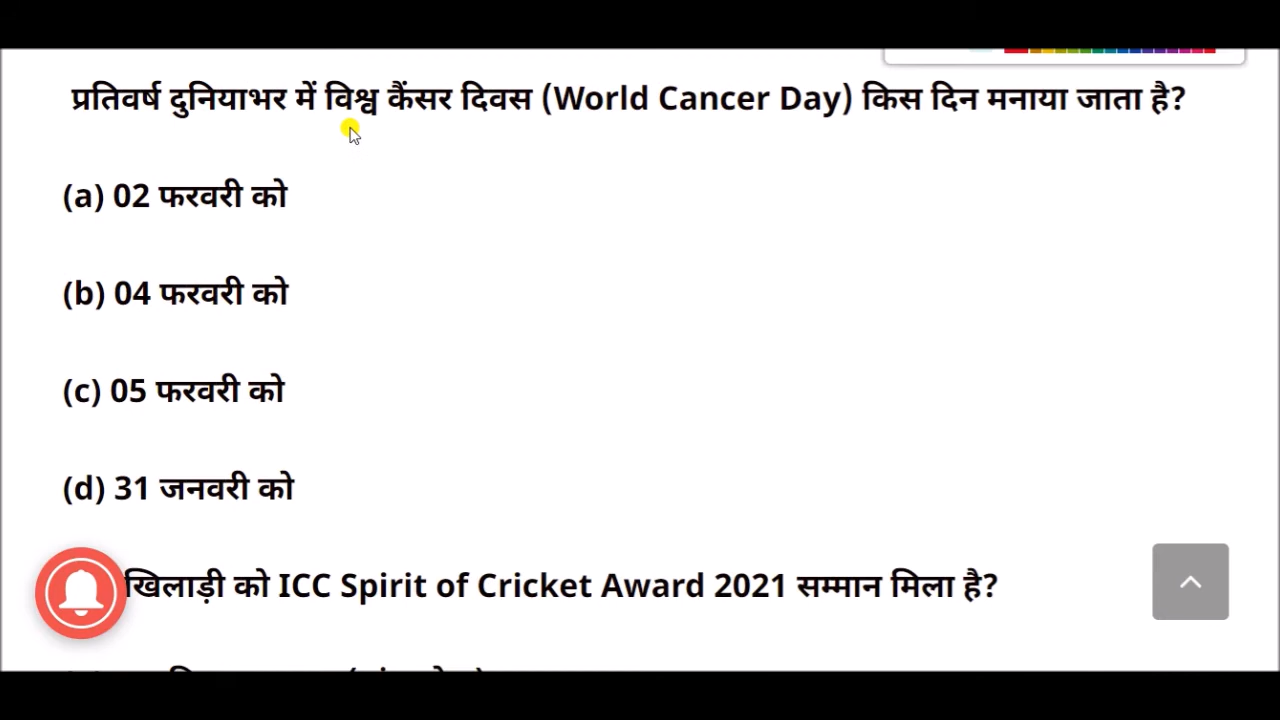 प्रतिवर्ष दुनियाभर में विश्व कैंसर दिवस (World Cancer Day) किस दिन मनाया जाता है?
(a) 02 फरवरी को
(b) 04 फरवरी को
(c) 05 फरवरी को
(d) 31 जनवरी को
खिलाड़ी को ICC Spirit of Cricket Award 2021 सम्मान मिला है?